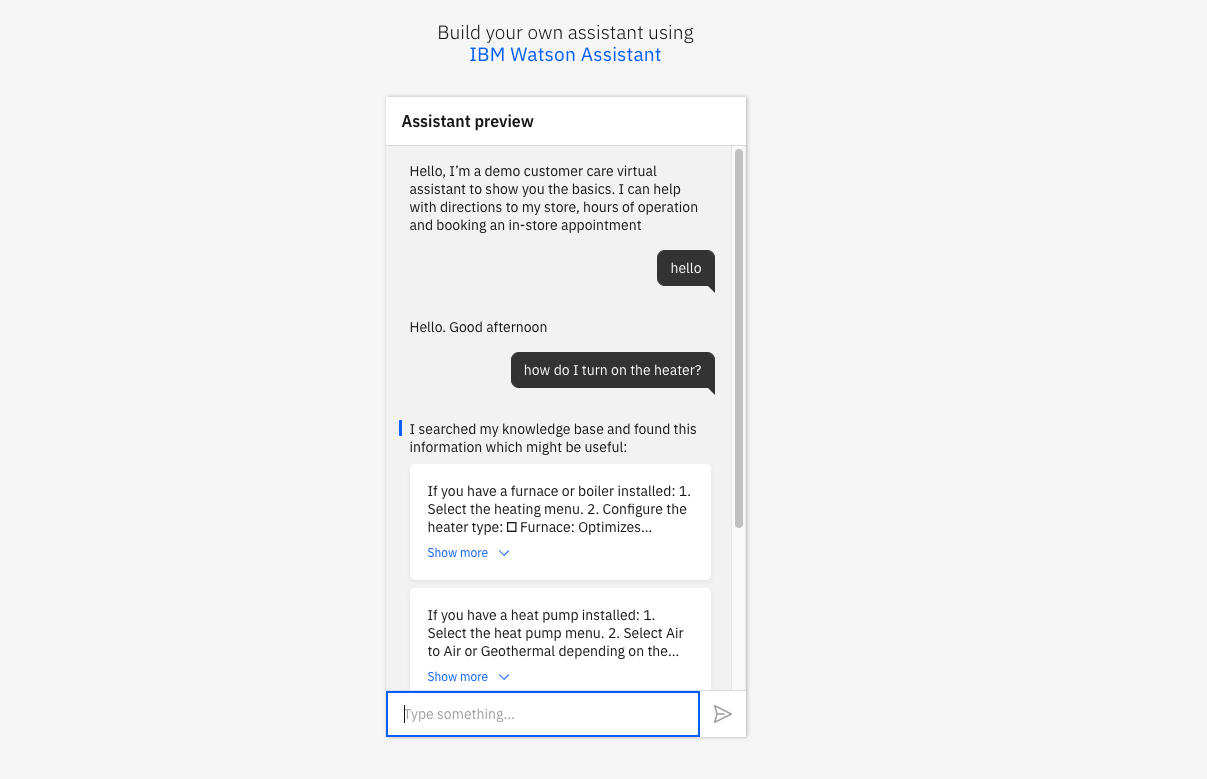 Build your own assistant using
IBM Watson Assistant
Assistant preview
Hello, I’m a demo customer care virtual
assistant to show you the basics. I can help
with directions to my store, hours of operation
and booking an in-store appointment
hello
Hello. Good afternoon
how do I turn on the heater?
I searched my knowledge base and found this
information which might be useful:
If you have a furnace or boiler installed: 1.
Select the heating menu. 2. Configure the
heater type: □ Furnace: Optimizes...
Show more
If you have a heat pump installed: 1.
Select the heat pump menu. 2. Select Air
to Air or Geothermal depending on the...
Show more
Type something...